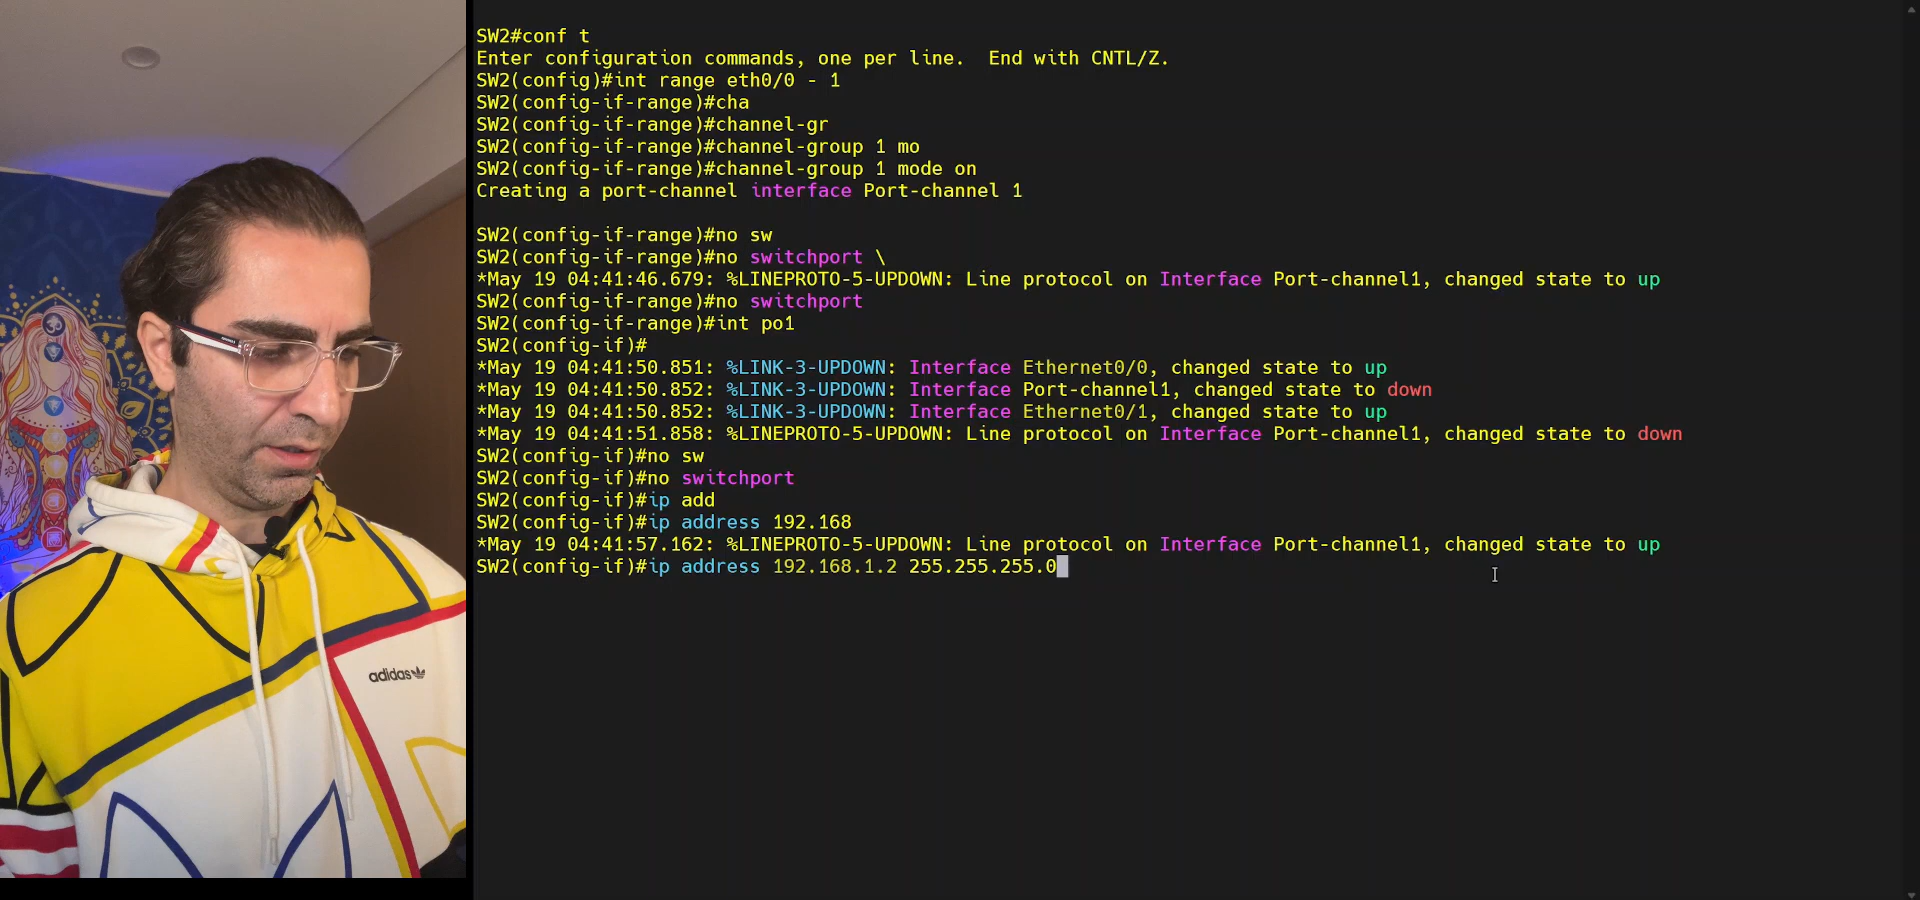 SW2#conf t
Enter configuration commands, one per line.  End with CNTL/Z.
SW2(config)#int range eth0/0 - 1
SW2(config-if-range)#cha
SW2(config-if-range)#channel-gr
SW2(config-if-range)#channel-group 1 mo
SW2(config-if-range)#channel-group 1 mode on
Creating a port-channel interface Port-channel 1
SW2(config-if-range)#no sw
SW2(config-if-range)#no switchport \
*May 19 04:41:46.679: %LINEPROTO-5-UPDOWN: Line protocol on Interface Port-channel1, changed state to up
SW2(config-if-range)#no switchport
SW2(config-if-range)#int po1
SW2(config-if)#
*May 19 04:41:50.851: %LINK-3-UPDOWN: Interface Ethernet0/0, changed state to up
*May 19 04:41:50.852: %LINK-3-UPDOWN: Interface Port-channel1, changed state to down
*May 19 04:41:50.852: %LINK-3-UPDOWN: Interface Ethernet0/1, changed state to up
*May 19 04:41:51.858: %LINEPROTO-5-UPDOWN: Line protocol on Interface Port-channel1, changed state to down
SW2(config-if)#no sw
SW2(config-if)#no switchport
SW2(config-if)#ip add
SW2(config-if)#ip address 192.168
*May 19 04:41:57.162: %LINEPROTO-5-UPDOWN: Line protocol on Interface Port-channel1, changed state to up
SW2(config-if)#ip address 192.168.1.2 255.255.255.0
adidas